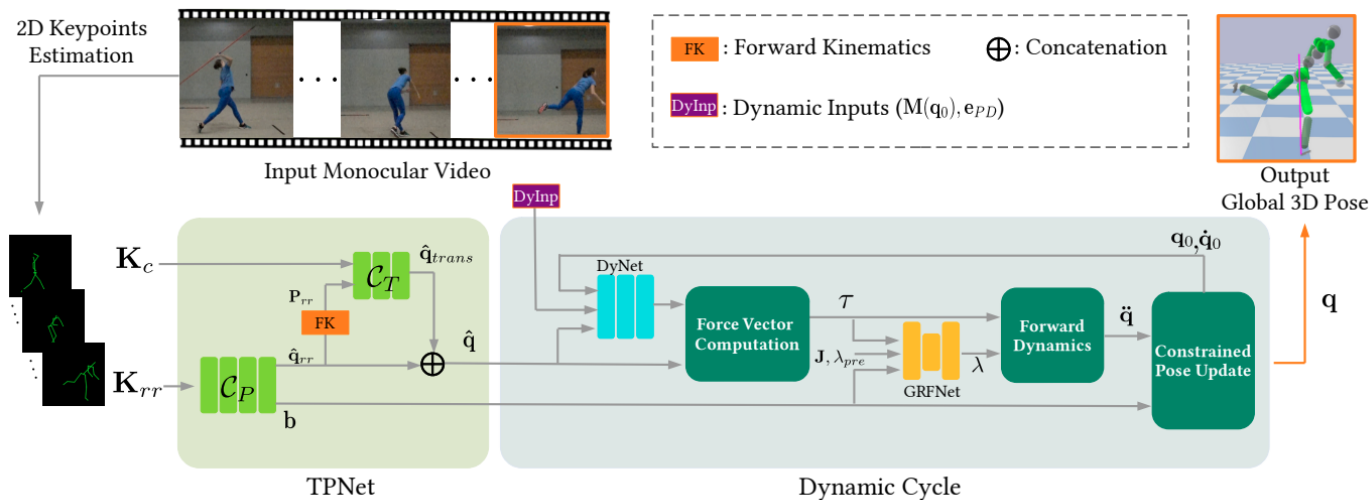 2D Keypoints
Estimation
Input Monocular Video
FK : Forward Kinematics
⊕: Concatenation
DyInp : Dynamic Inputs (M(q₀), e_PD)
Output
Global 3D Pose
K_c
K_rr
P_rr
FK
q̂_rr
C_T
q̂_trans
C_P
b
q̂
TPNet
DyInp
DyNet
Force Vector
Computation
τ
J, λ_pre
GRFNet
λ
Forward
Dynamics
q̈
q₀,q̇₀
Constrained
Pose Update
q
Dynamic Cycle